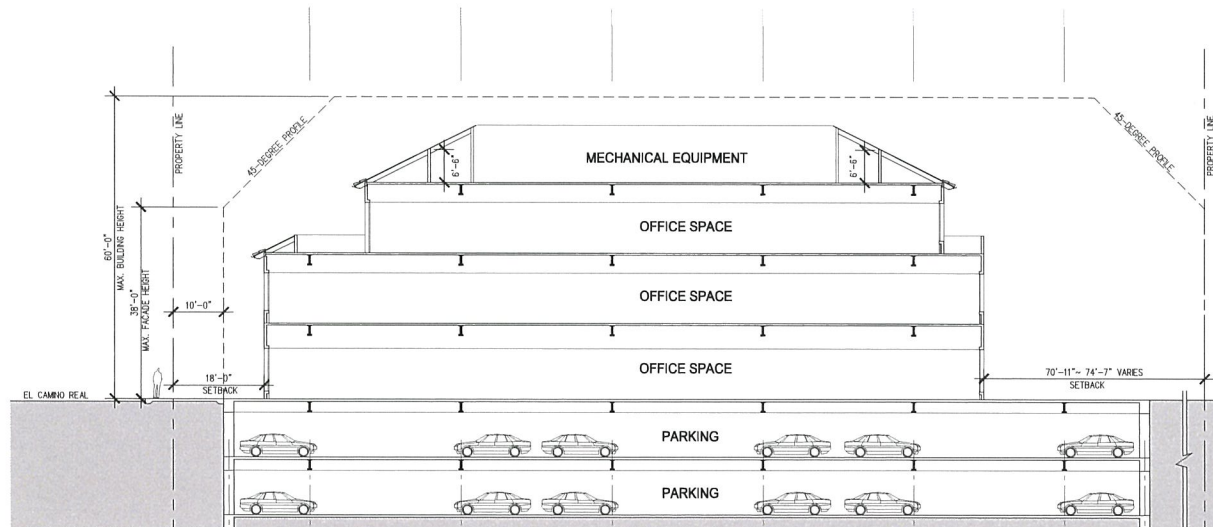 45-DEGREE PROFILE
45-DEGREE PROFILE
PROPERTY LINE
PROPERTY LINE
MECHANICAL EQUIPMENT
6'-6"
6'-6"
OFFICE SPACE
60'-0"
MAX. BUILDING HEIGHT
38'-0"
MAX. FACADE HEIGHT
10'-0"
OFFICE SPACE
OFFICE SPACE
18'-0"
SETBACK
70'-11"~ 74'-7" VARIES
SETBACK
EL CAMINO REAL
PARKING
PARKING